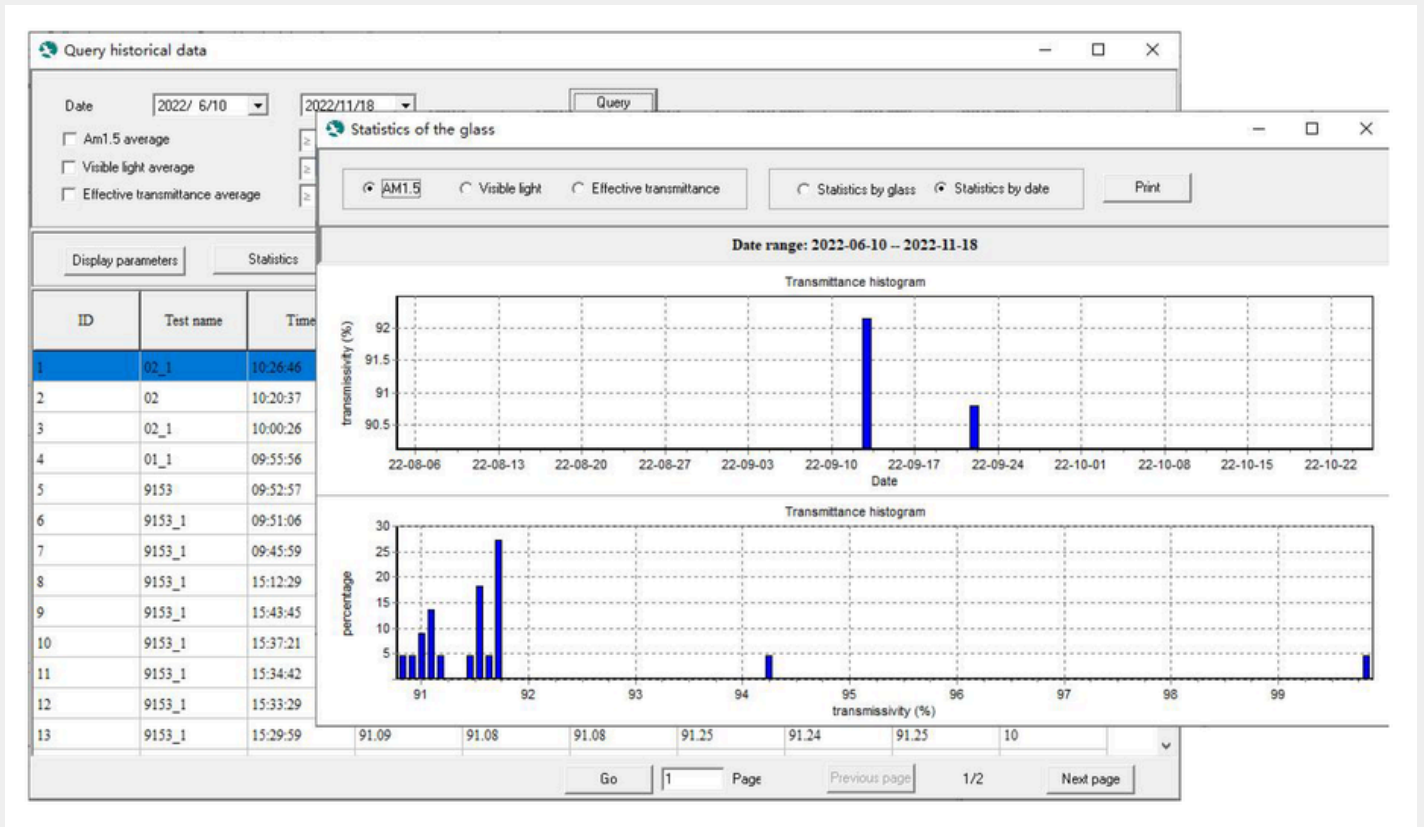 Query historical data
Date 2022/ 6/10 2022/11/18 Query
Am1.5 average ≥
Visible light average ≥
Effective transmittance average ≥
Display parameters Statistics
ID Test name Time
1 02_1 10:26:46
2 02 10:20:37
3 02_1 10:00:26
4 01_1 09:55:56
5 9153 09:52:57
6 9153_1 09:51:06
7 9153_1 09:45:59
8 9153_1 15:12:29
9 9153_1 15:43:45
10 9153_1 15:37:21
11 9153_1 15:34:42
12 9153_1 15:33:29
13 9153_1 15:29:59 91.09 91.08 91.08 91.25 91.24 91.25 10
Go 1 Page Previous page 1/2 Next page
Statistics of the glass
AM1.5 Visible light Effective transmittance Statistics by glass Statistics by date Print
Date range: 2022-06-10 -- 2022-11-18
Transmittance histogram
transmissivity (%)
92
91.5
91
90.5
22-08-06 22-08-13 22-08-20 22-08-27 22-09-03 22-09-10 22-09-17 22-09-24 22-10-01 22-10-08 22-10-15 22-10-22
Date
Transmittance histogram
percentage
30
25
20
15
10
5
91 92 93 94 95 96 97 98 99
transmissivity (%)